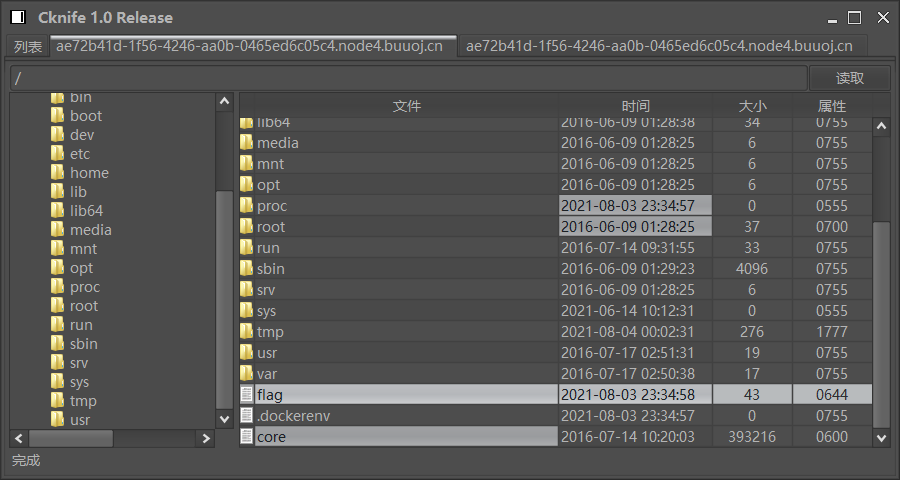 Cknife 1.0 Release
列表 ae72b41d-1f56-4246-aa0b-0465ed6c05c4.node4.buuoj.cn ae72b41d-1f56-4246-aa0b-0465ed6c05c4.node4.buuoj.cn
/ 读取
bin
boot
dev
etc
home
lib
lib64
media
mnt
opt
proc
root
run
sbin
srv
sys
tmp
usr
文件 时间 大小 属性
lib64 2016-06-09 01:28:38 34 0755
media 2016-06-09 01:28:25 6 0755
mnt 2016-06-09 01:28:25 6 0755
opt 2016-06-09 01:28:25 6 0755
proc 2021-08-03 23:34:57 0 0555
root 2016-06-09 01:28:25 37 0700
run 2016-07-14 09:31:55 33 0755
sbin 2016-06-09 01:29:23 4096 0755
srv 2016-06-09 01:28:25 6 0755
sys 2021-06-14 10:12:31 0 0555
tmp 2021-08-04 00:02:31 276 1777
usr 2016-07-17 02:51:31 19 0755
var 2016-07-17 02:50:38 17 0755
flag 2021-08-03 23:34:58 43 0644
.dockerenv 2021-08-03 23:34:57 0 0755
core 2016-07-14 10:20:03 393216 0600
完成